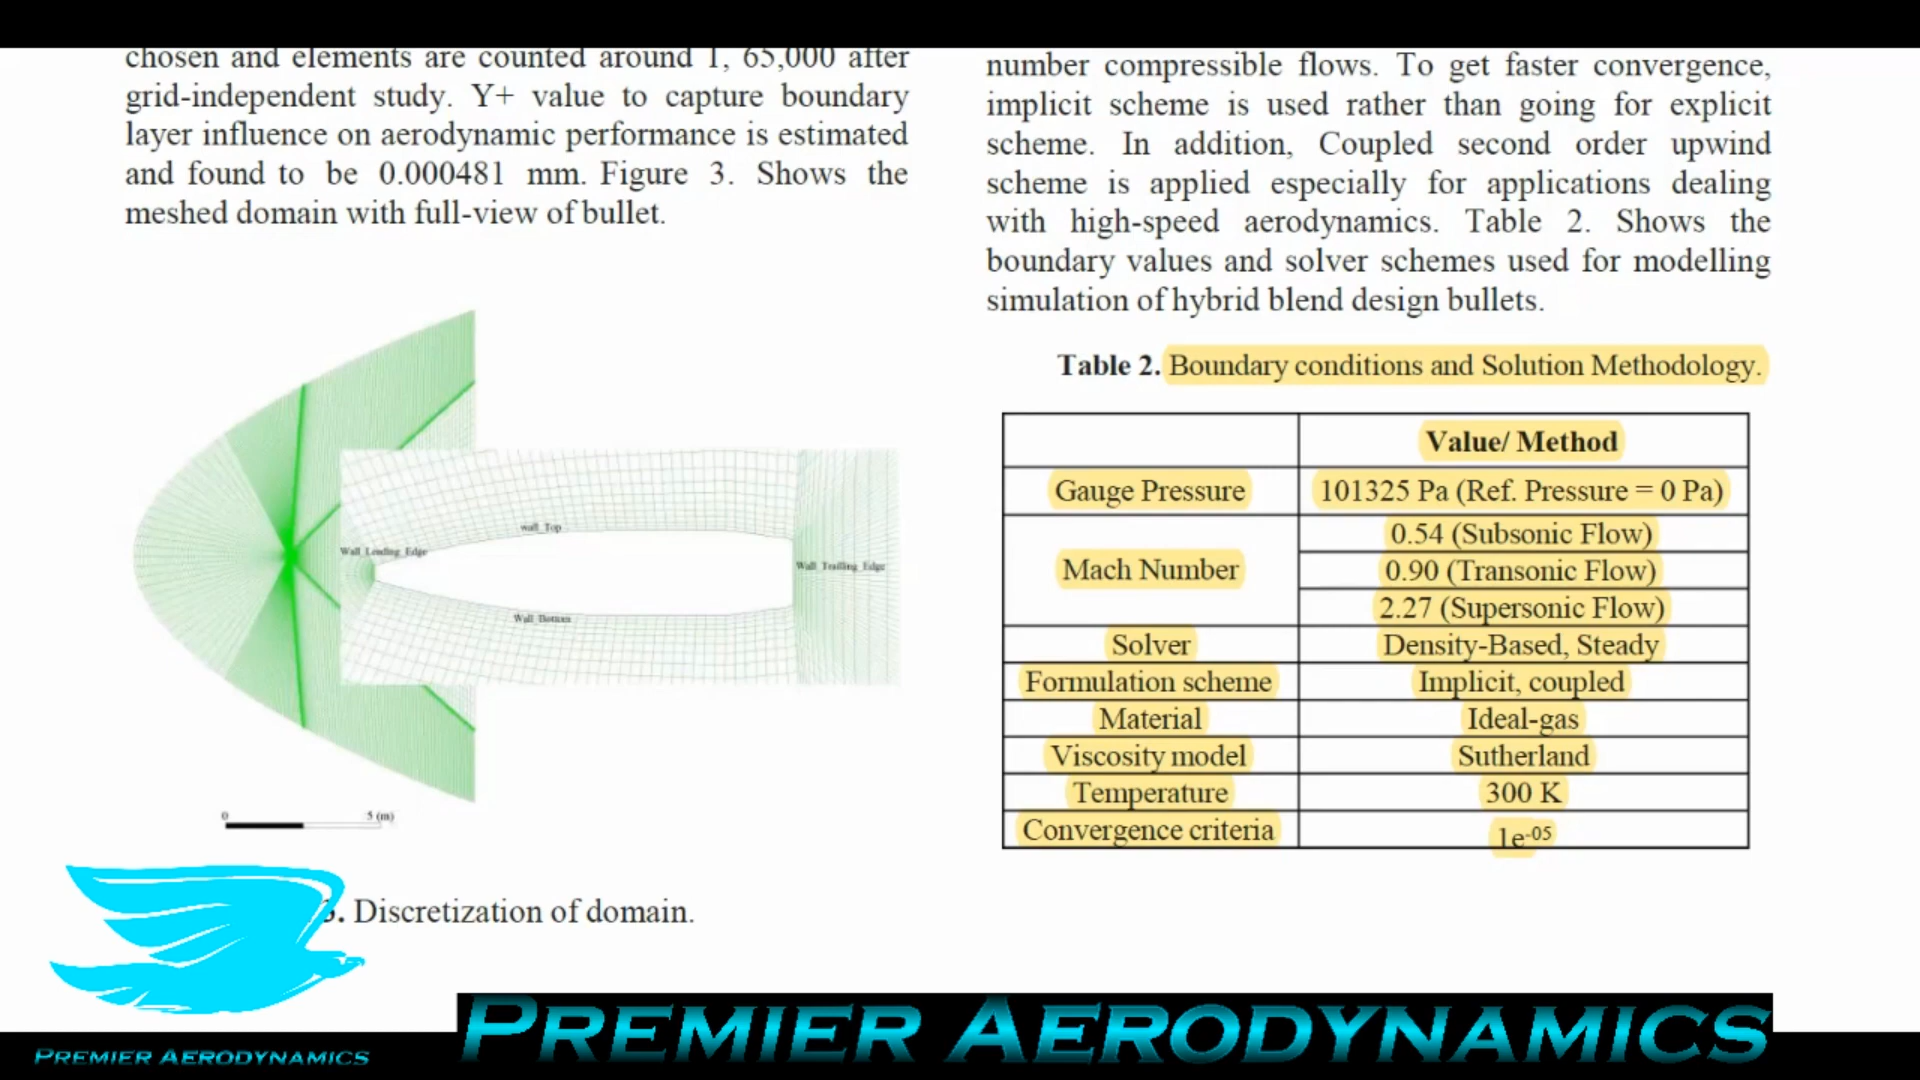 chosen and elements are counted around 1, 65,000 after
grid-independent study. Y+ value to capture boundary
layer influence on aerodynamic performance is estimated
and found to be 0.000481 mm. Figure 3. Shows the
meshed domain with full-view of bullet.
wall_Top
Wall_Leading_Edge
Wall_Trailling_Edge
Wall_Bottom
0 5 (m)
3. Discretization of domain.
number compressible flows. To get faster convergence,
implicit scheme is used rather than going for explicit
scheme. In addition, Coupled second order upwind
scheme is applied especially for applications dealing
with high-speed aerodynamics. Table 2. Shows the
boundary values and solver schemes used for modelling
simulation of hybrid blend design bullets.
Table 2. Boundary conditions and Solution Methodology.
Value/ Method
Gauge Pressure 101325 Pa (Ref. Pressure = 0 Pa)
Mach Number
0.54 (Subsonic Flow)
0.90 (Transonic Flow)
2.27 (Supersonic Flow)
Solver Density-Based, Steady
Formulation scheme Implicit, coupled
Material Ideal-gas
Viscosity model Sutherland
Temperature 300 K
Convergence criteria 1e-05
PREMIER AERODYNAMICS
PREMIER AERODYNAMICS